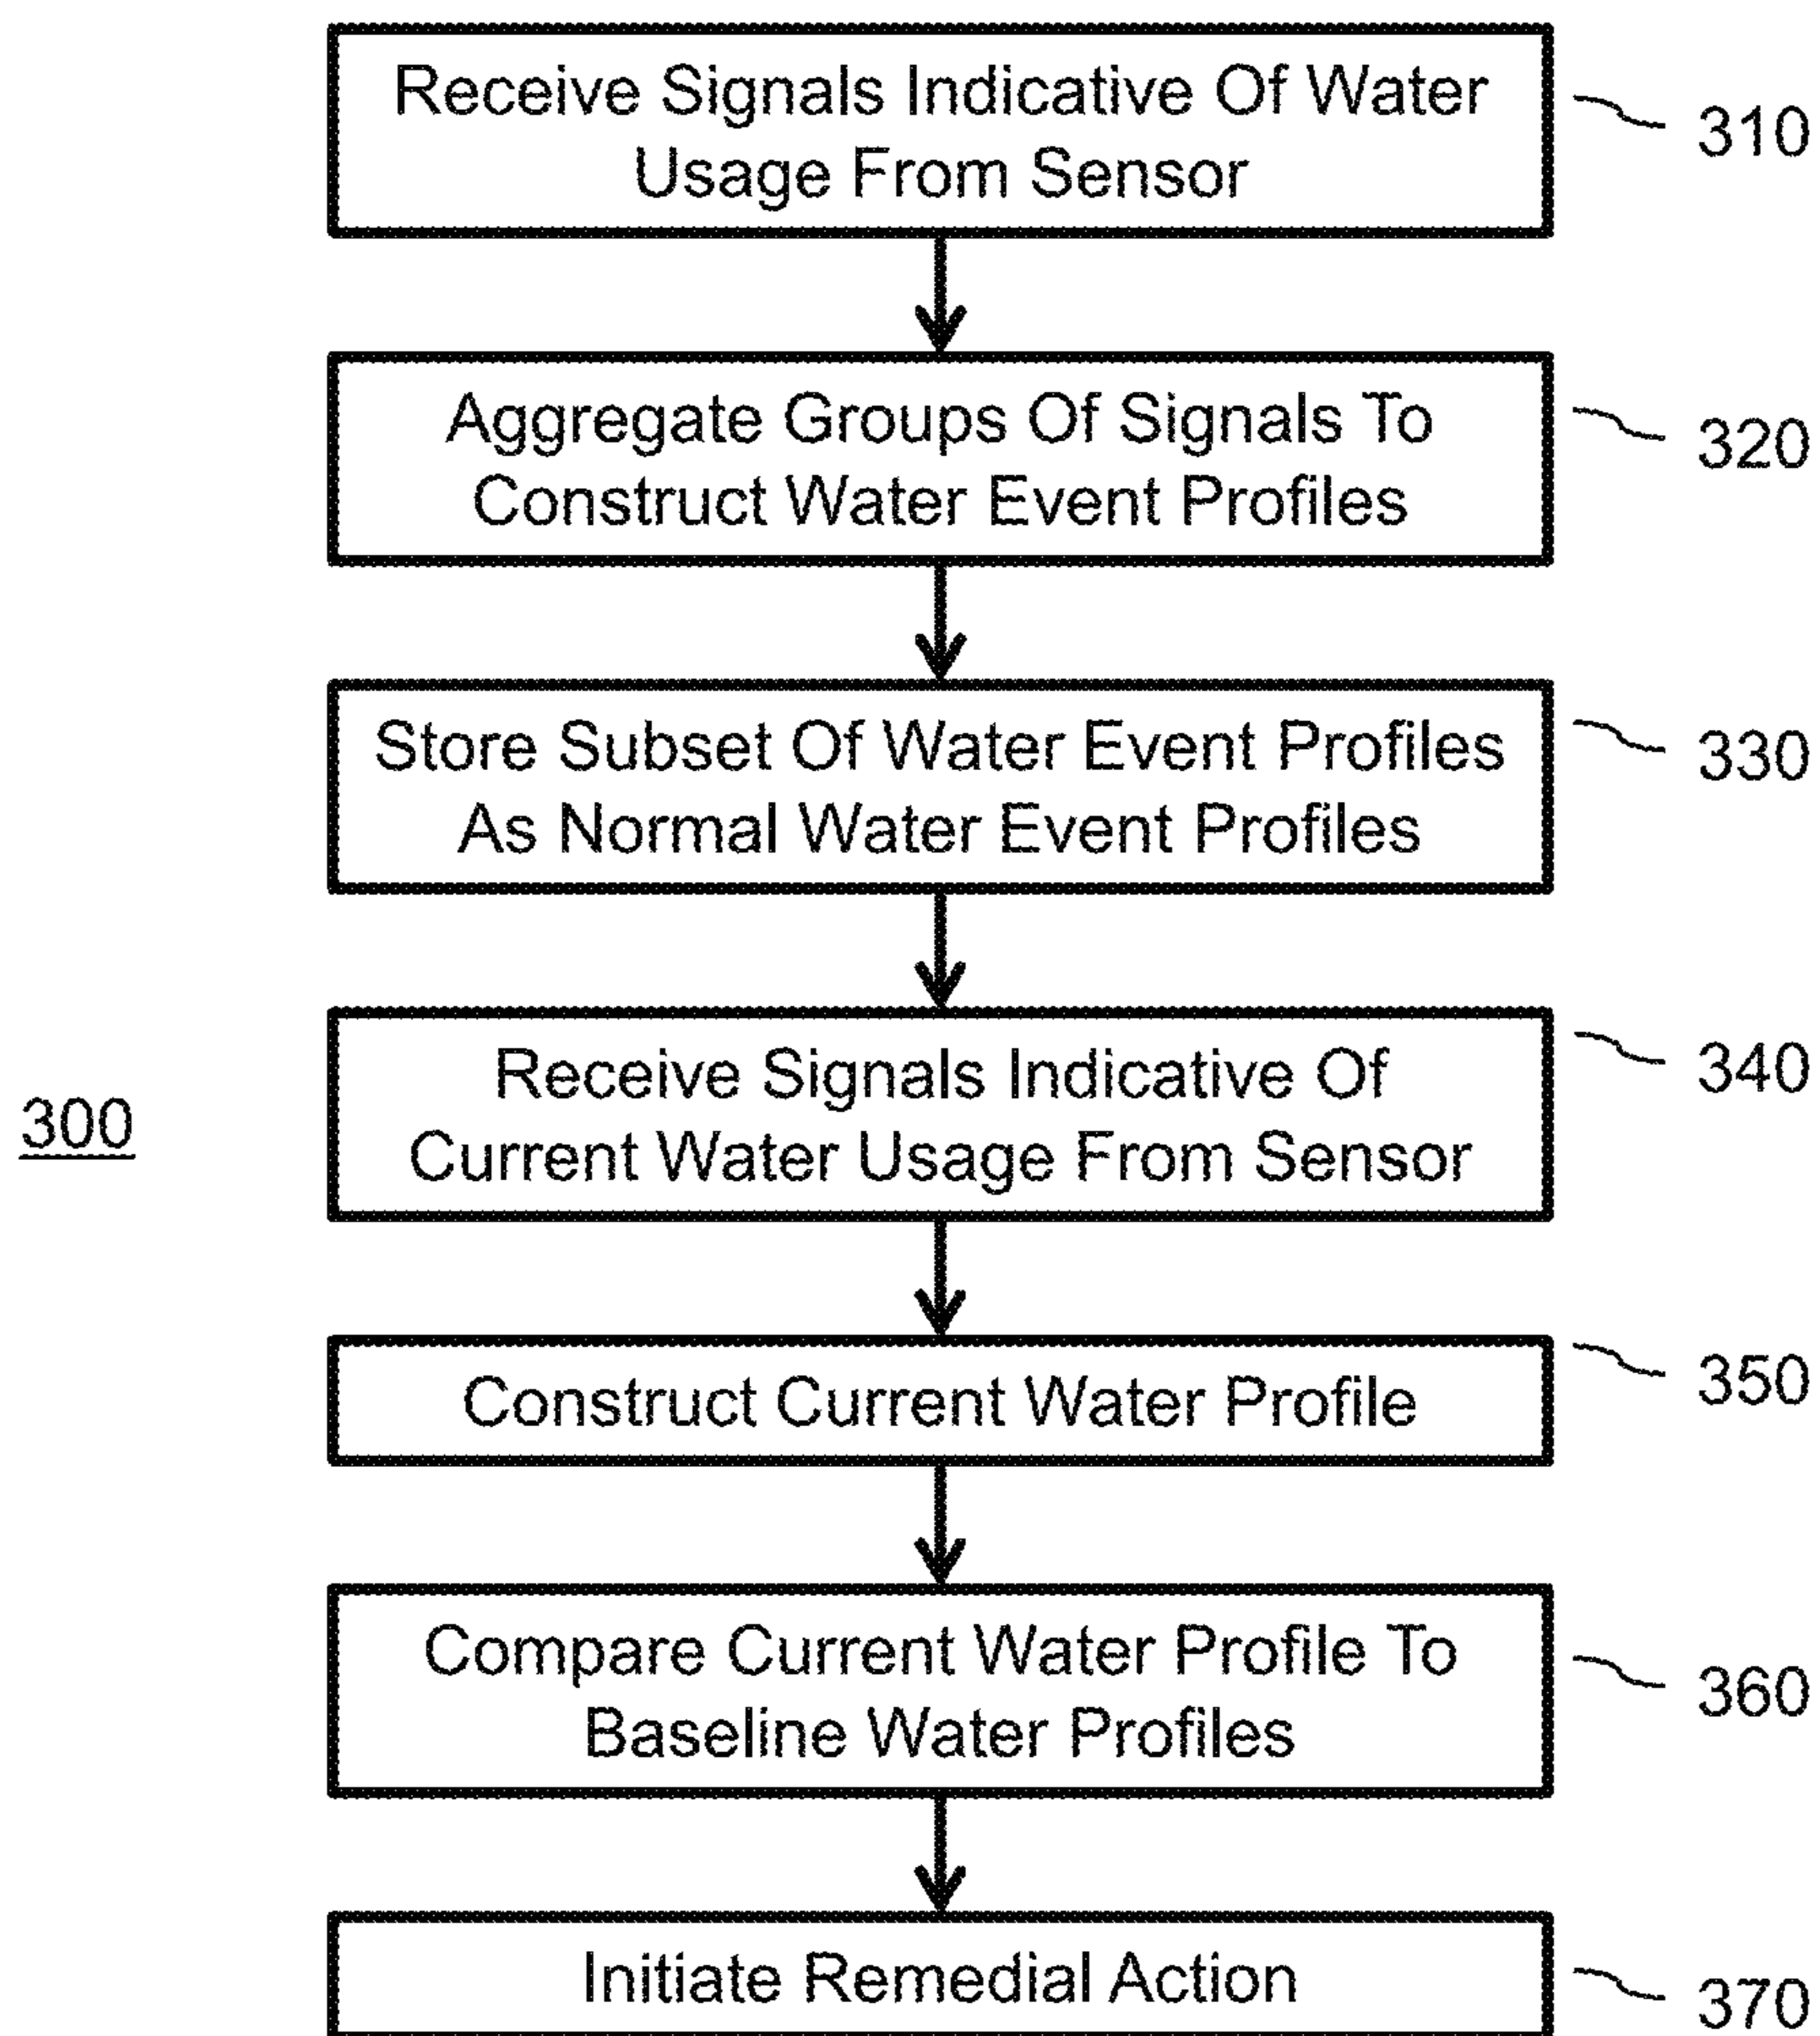 Receive Signals Indicative Of Water
Usage From Sensor
310
Aggregate Groups Of Signals To
Construct Water Event Profiles
320
Store Subset Of Water Event Profiles
As Normal Water Event Profiles
330
Receive Signals Indicative Of
Current Water Usage From Sensor
340
300
Construct Current Water Profile
350
Compare Current Water Profile To
Baseline Water Profiles
360
Initiate Remedial Action
370